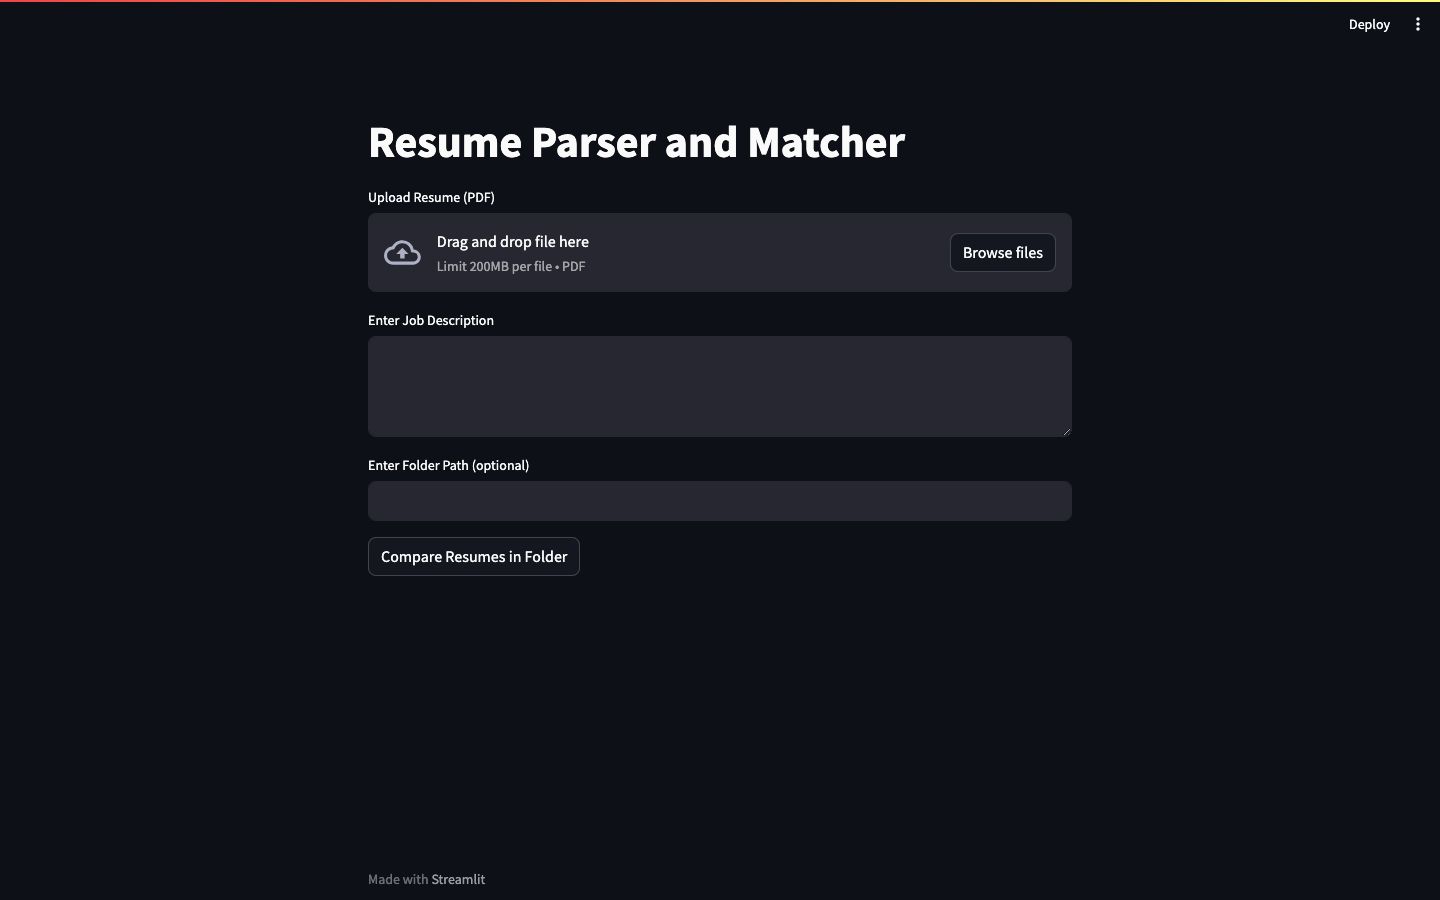 Deploy
Resume Parser and Matcher
Upload Resume (PDF)
Drag and drop file here
Limit 200MB per file • PDF
Browse files
Enter Job Description
Enter Folder Path (optional)
Compare Resumes in Folder
Made with Streamlit